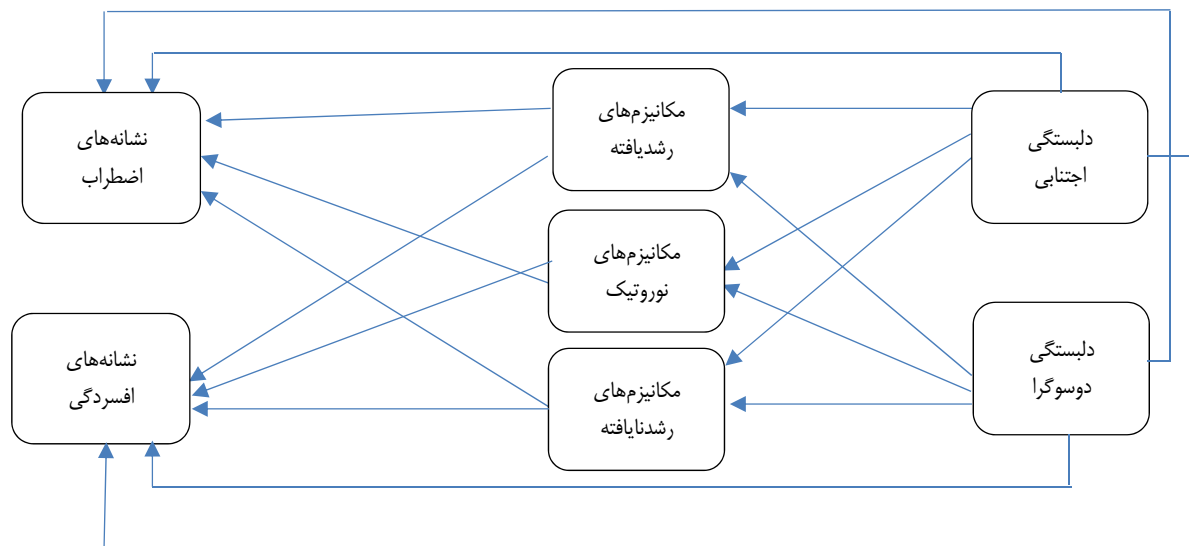 دلبستگی
اجتنابی
دلبستگی
دوسوگرا
مکانیزم‌های
رشدیافته
مکانیزم‌های
نوروتیک
مکانیزم‌های
رشدنایافته
نشانه‌های
اضطراب
نشانه‌های
افسردگی